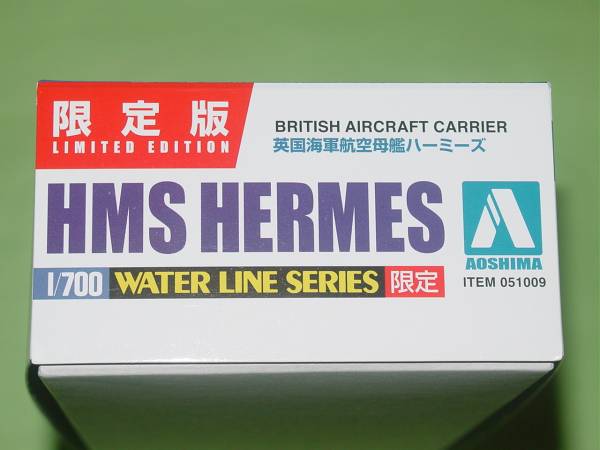 限定版
LIMITED EDITION
BRITISH AIRCRAFT CARRIER
英国海軍航空母艦ハーミーズ
HMS HERMES
1/700 WATER LINE SERIES 限定
AOSHIMA
ITEM 051009